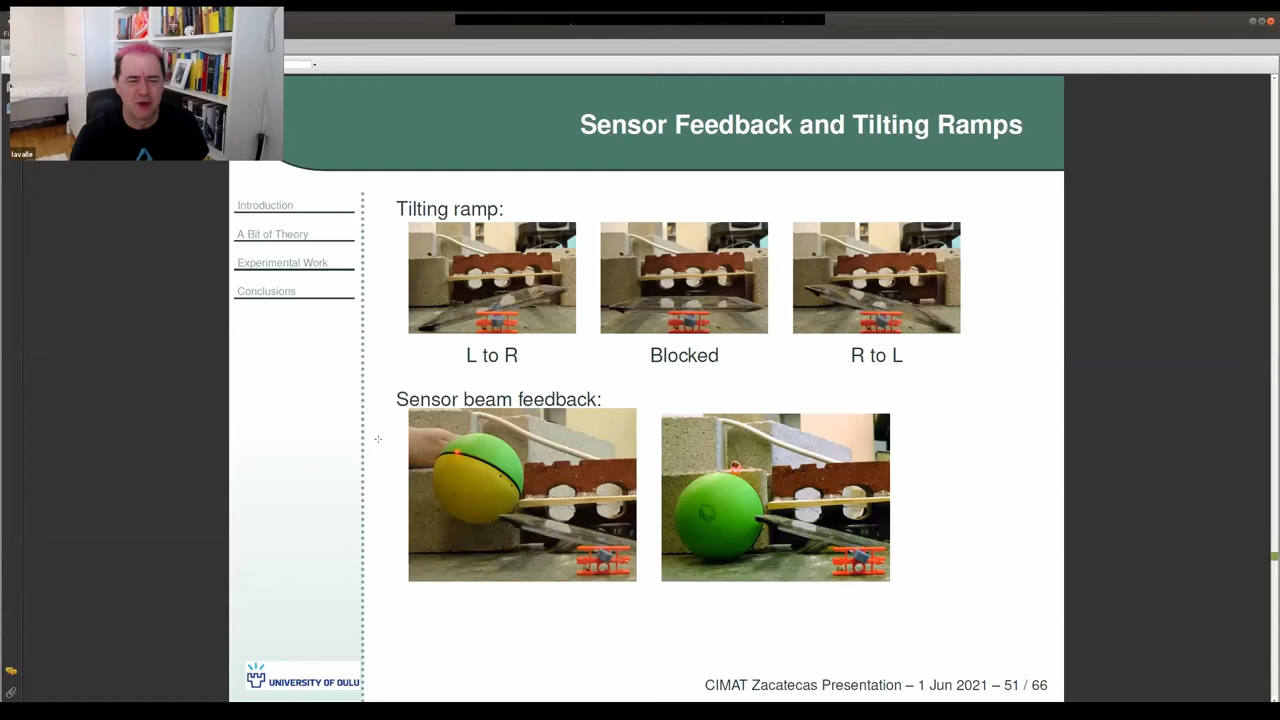 lavalle
Sensor Feedback and Tilting Ramps
Introduction
A Bit of Theory
Experimental Work
Conclusions
Tilting ramp:
L to R
Blocked
R to L
Sensor beam feedback:
UNIVERSITY OF OULU
CIMAT Zacatecas Presentation – 1 Jun 2021 – 51 / 66